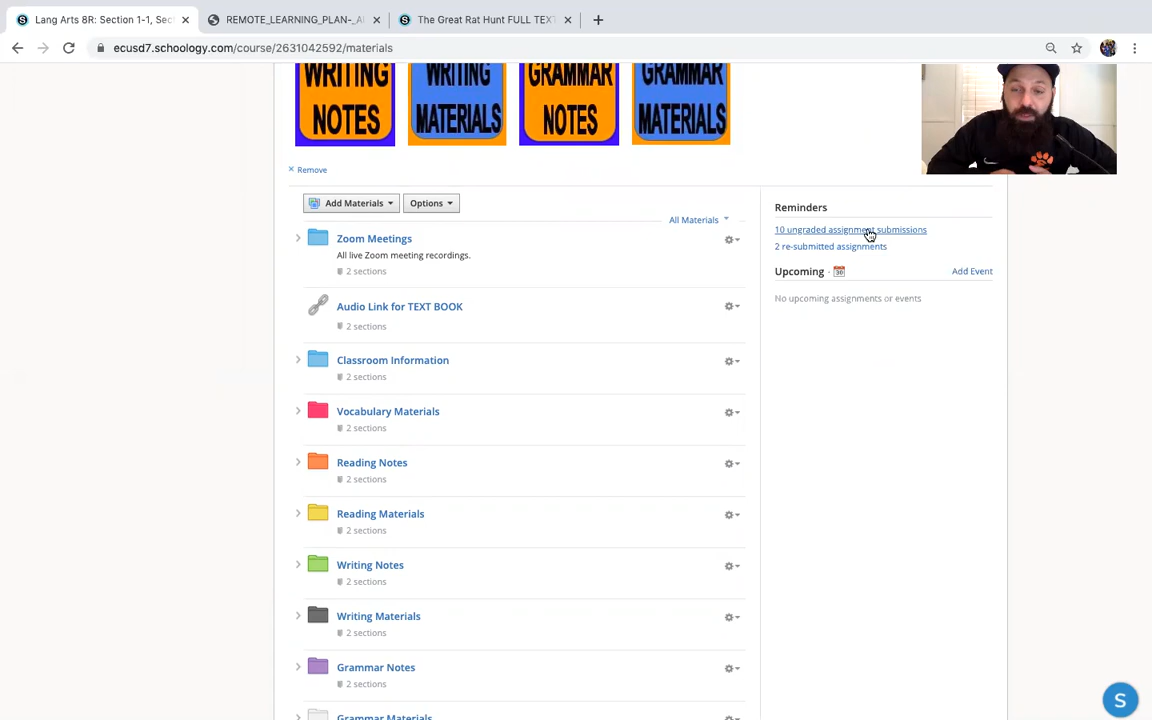 Lang Arts 8R: Section 1-1, Sec
REMOTE_LEARNING_PLAN-_A
The Great Rat Hunt FULL TEXT
ecusd7.schoology.com/course/2631042592/materials
WRITING NOTES
WRITING MATERIALS
GRAMMAR NOTES
GRAMMAR MATERIALS
Remove
Add Materials
Options
All Materials
Zoom Meetings
All live Zoom meeting recordings.
2 sections
Audio Link for TEXT BOOK
2 sections
Classroom Information
2 sections
Vocabulary Materials
2 sections
Reading Notes
2 sections
Reading Materials
2 sections
Writing Notes
2 sections
Writing Materials
2 sections
Grammar Notes
2 sections
Grammar Materials
Reminders
10 ungraded assignment submissions
2 re-submitted assignments
Upcoming · 30
Add Event
No upcoming assignments or events
S